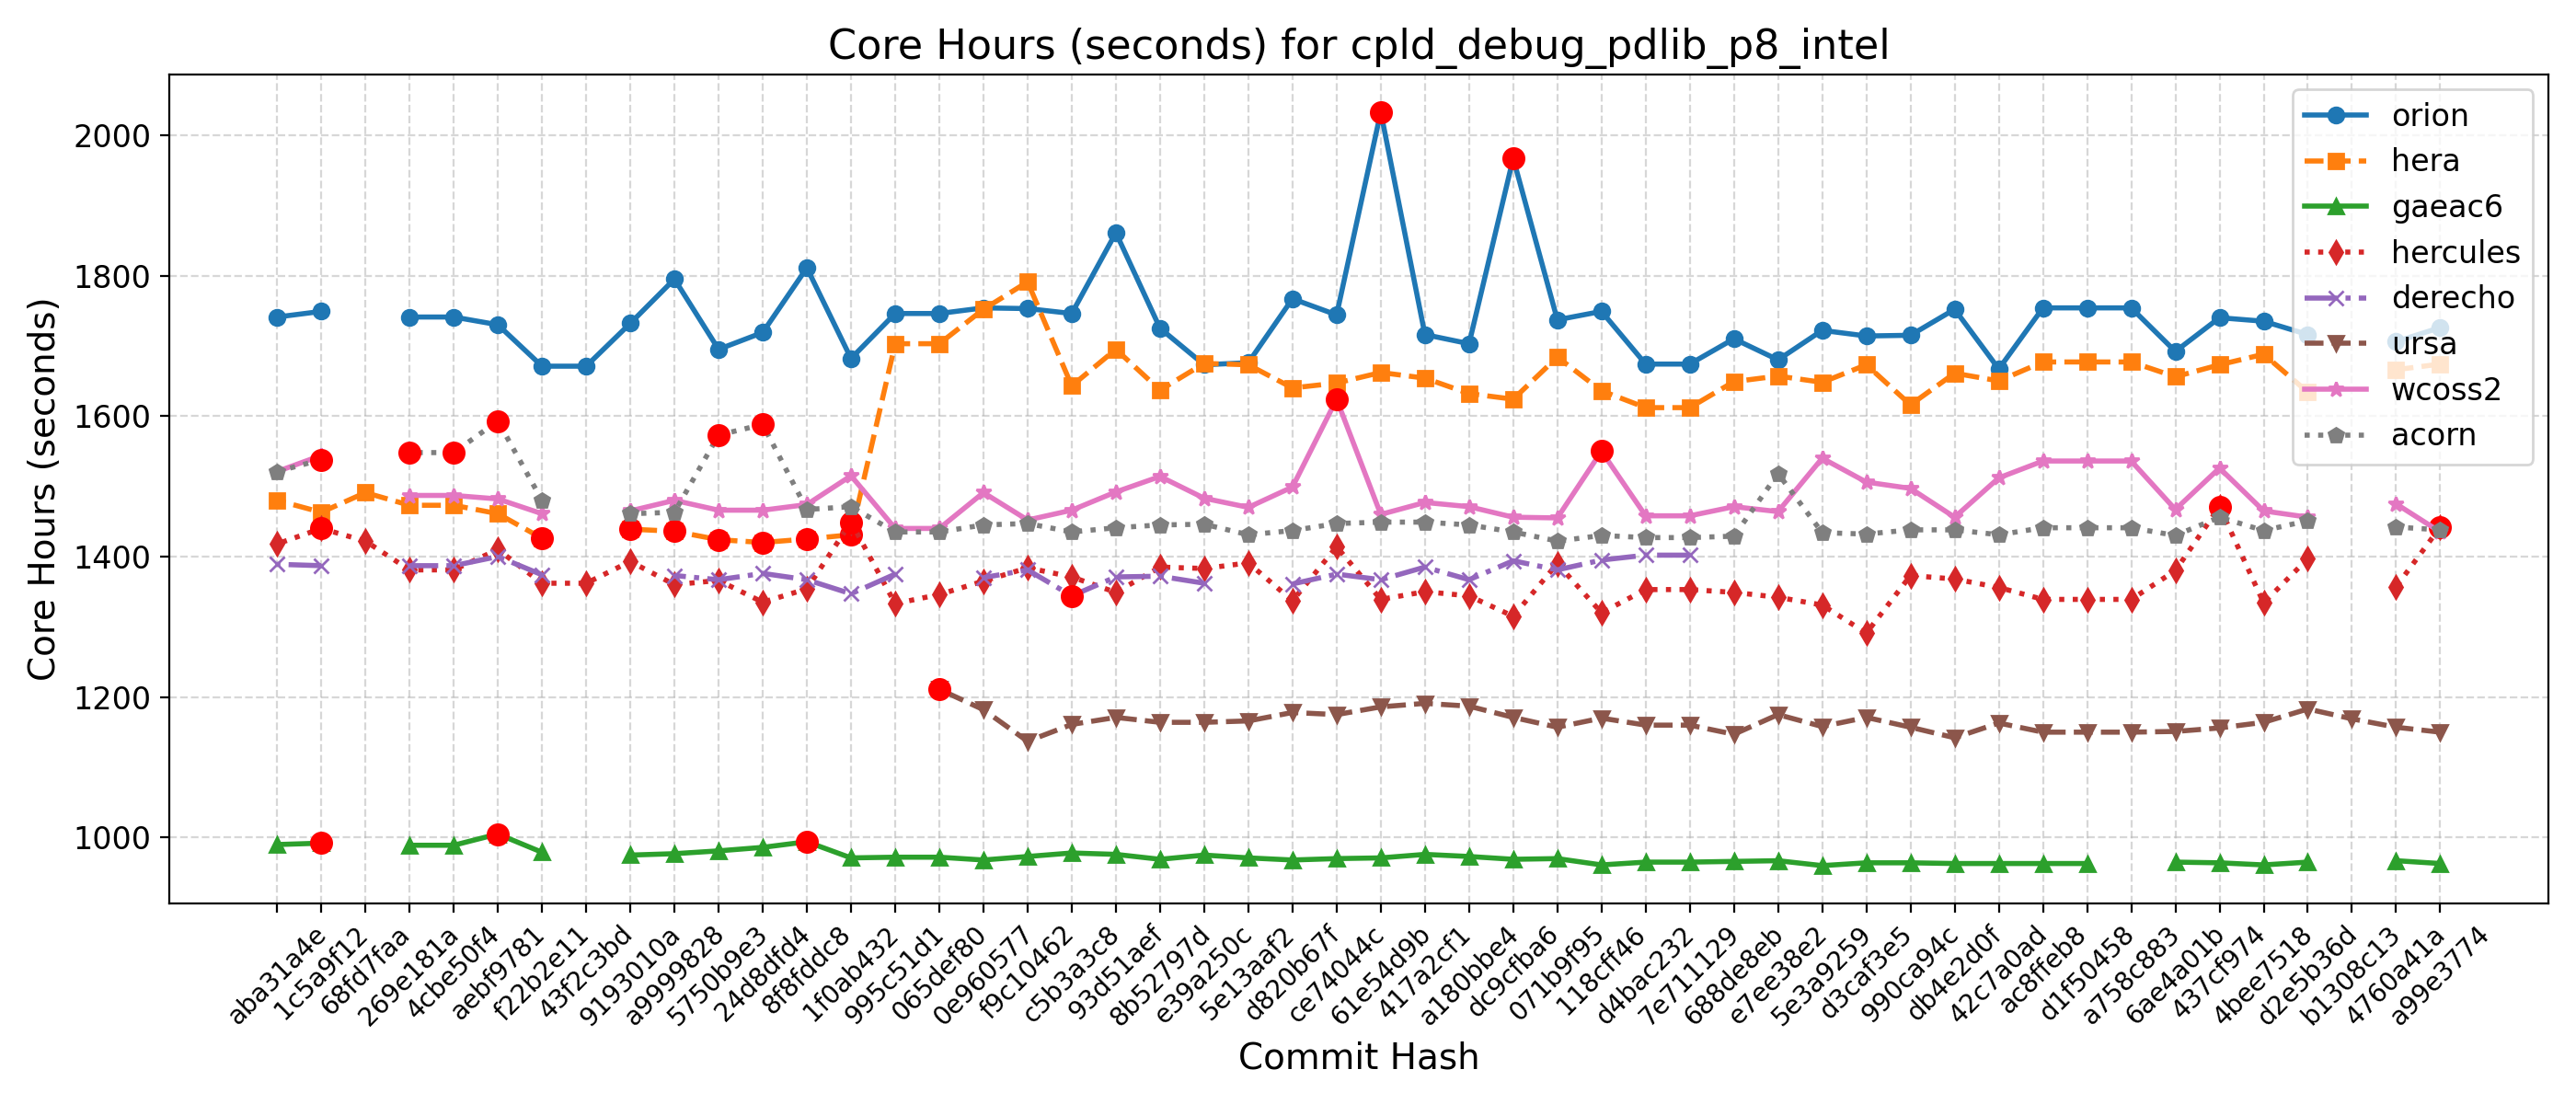 Core Hours (seconds) for cpld_debug_pdlib_p8_intel
Core Hours (seconds)
2000
1800
1600
1400
1200
1000
orion
hera
gaeac6
hercules
derecho
ursa
wcoss2
acorn
aba31a4e
1c5a9f12
68fd7faa
269e181a
4cbe50f4
aebf9781
f22b2e11
43f2c3bd
9193010a
a9999828
5750b9e3
24d8dfd4
8f8fddc8
1f0ab432
995c51d1
065def80
0e960577
f9c10462
c5b3a3c8
93d51aef
8b52797d
e39a250c
5e13aaf2
d820b67f
ce74044c
61e54d9b
417a2cf1
a180bbe4
dc9cfba6
071b9f95
118cff46
d4bac232
7e711129
688de8eb
e7ee38e2
5e3a9259
d3caf3e5
990ca94c
db4e2d0f
42c7a0ad
ac8ffeb8
d1f50458
a758c883
6ae4a01b
437cf974
4bee7518
d2e5b36d
b1308c13
4760a41a
a99e3774
Commit Hash